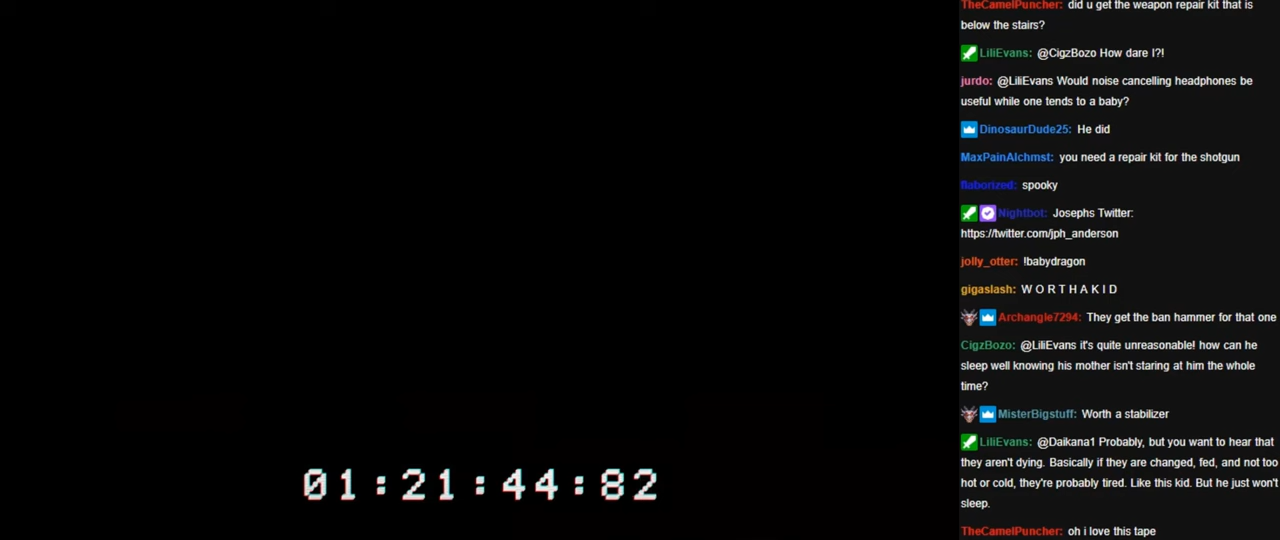 TheCamelPuncher: did u get the weapon repair kit that is
below the stairs?
LiliEvans: @CigzBozo How dare I?!
jurdo: @LiliEvans Would noise cancelling headphones be
useful while one tends to a baby?
DinosaurDude25: He did
MaxPainAlchmst: you need a repair kit for the shotgun
flaborized: spooky
Nightbot: Josephs Twitter:
https://twitter.com/jph_anderson
jolly_otter: !babydragon
gigaslash: W O R T H A K I D
Archangle7294: They get the ban hammer for that one
CigzBozo: @LiliEvans it's quite unreasonable! how can he
sleep well knowing his mother isn't staring at him the whole
time?
MisterBigstuff: Worth a stabilizer
LiliEvans: @Daikana1 Probably, but you want to hear that
they aren't dying. Basically if they are changed, fed, and not too
hot or cold, they're probably tired. Like this kid. But he just won't
sleep.
TheCamelPuncher: oh i love this tape
01:21:44:82